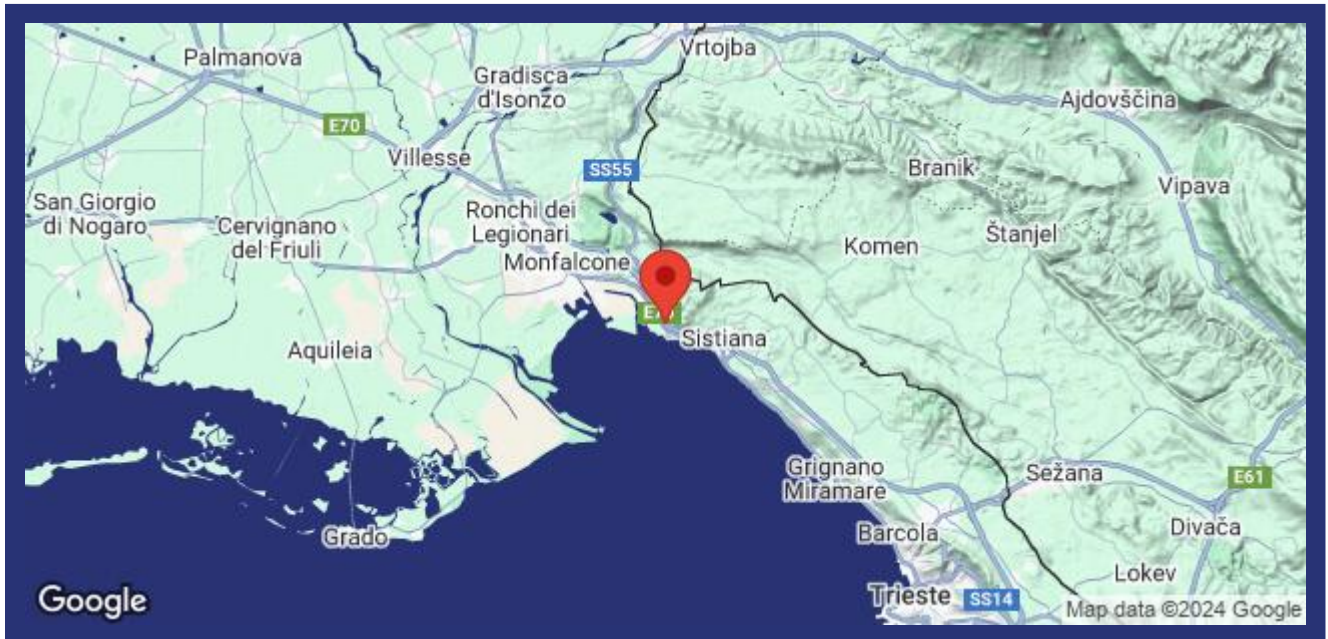 Palmanova
Vrtojba
Gradisca
d'Isonzo
Ajdovščina
E70
Villesse
SS55
Branik
Vipava
San Giorgio
di Nogaro
Cervignano
del Friuli
Ronchi dei
Legionari
Štanjel
Komen
Monfalcone
Sistiana
Aquileia
Grignano
Miramare
Sežana
E61
Grado
Barcola
Divača
Lokev
Trieste
SS14
Google
Map data ©2024 Google